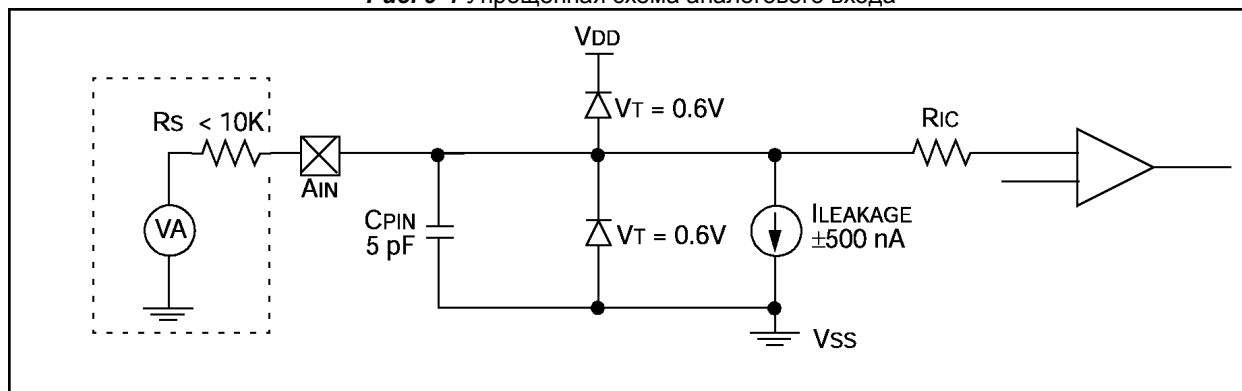 Упрощенная схема аналогового входа
VDD
VT = 0.6V
RS < 10K
RIC
AIN
VA
CPIN
5 pF
VT = 0.6V
ILEAKAGE
±500 nA
VSS